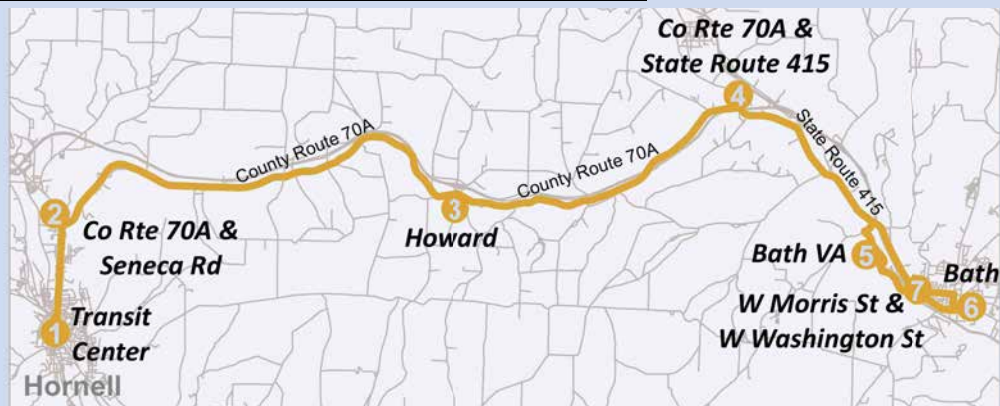 Co Rte 70A &
State Route 415
4
County Route 70A
State Route 415
County Route 70A
2
Co Rte 70A &
Seneca Rd
3
Howard
Bath VA
5
Bath
7
6
W Morris St &
W Washington St
1
Transit
Center
Hornell